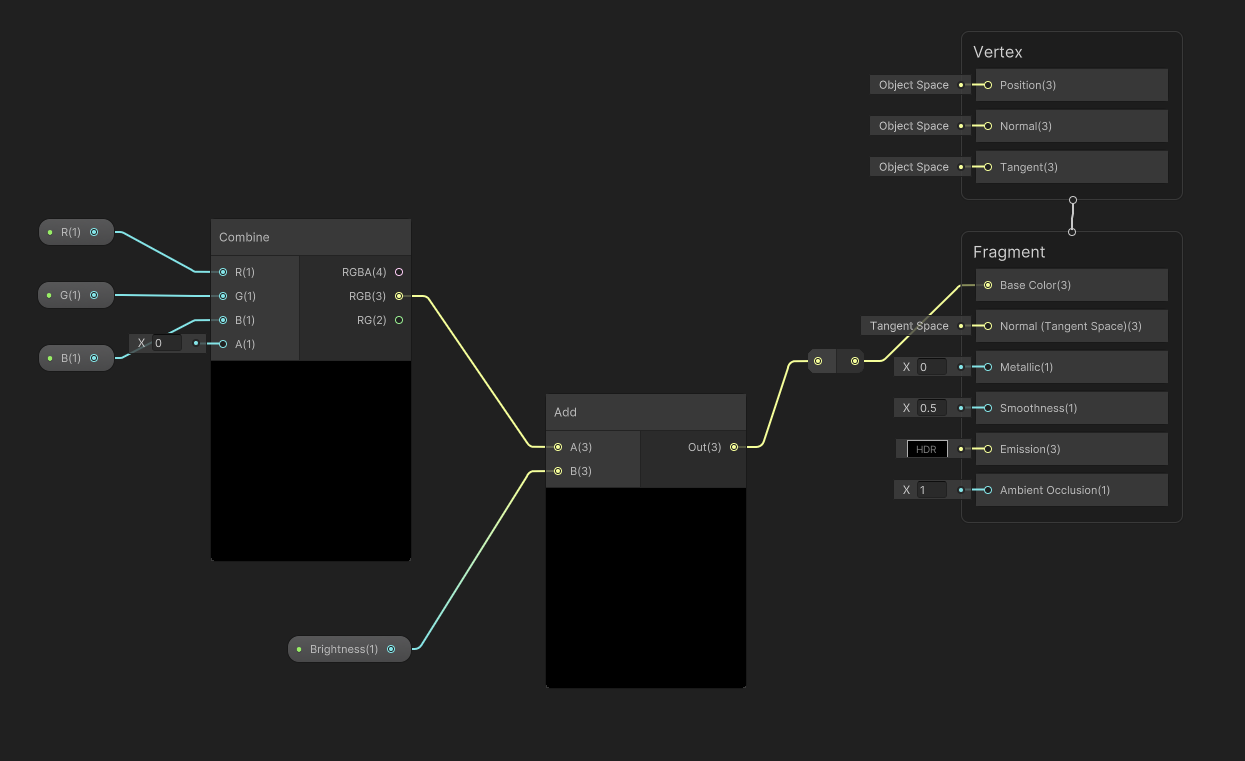 Vertex
Object Space
Position(3)
Object Space
Normal(3)
Object Space
Tangent(3)
R(1)
G(1)
B(1)
X 0
Combine
R(1)
RGBA(4)
G(1)
RGB(3)
B(1)
RG(2)
A(1)
Add
A(3)
Out(3)
B(3)
Brightness(1)
Fragment
Base Color(3)
Tangent Space
Normal (Tangent Space)(3)
X 0
Metallic(1)
X 0.5
Smoothness(1)
HDR
Emission(3)
X 1
Ambient Occlusion(1)